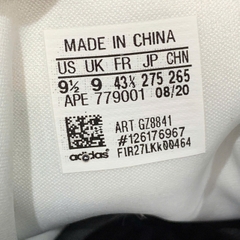 MADE IN CHINA
US UK FR JP CHN
9½ 9 43⅓ 275 265
APE 779001 08/20
ART GZ8841
#126176967
F1R27LKk00464
adidas